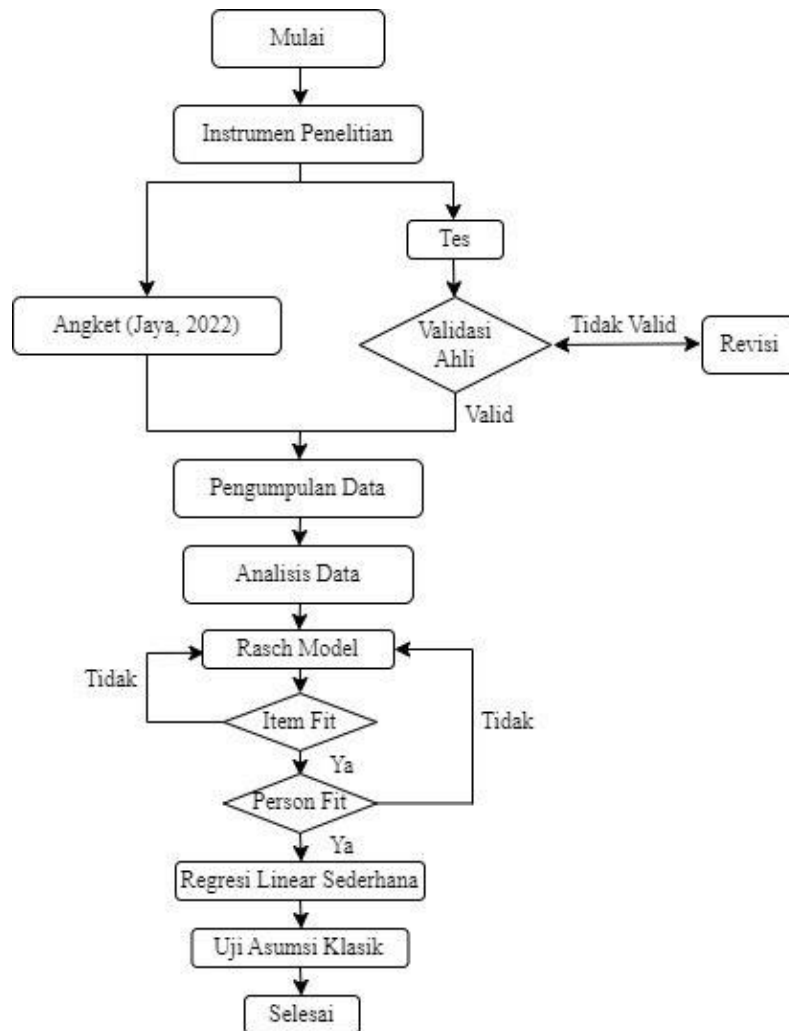 Mulai
Instrumen Penelitian
Tes
Angket (Jaya, 2022)
Validasi
Ahli
Tidak Valid
Revisi
Valid
Pengumpulan Data
Analisis Data
Rasch Model
Tidak
Item Fit
Tidak
Ya
Person Fit
Ya
Regresi Linear Sederhana
Uji Asumsi Klasik
Selesai